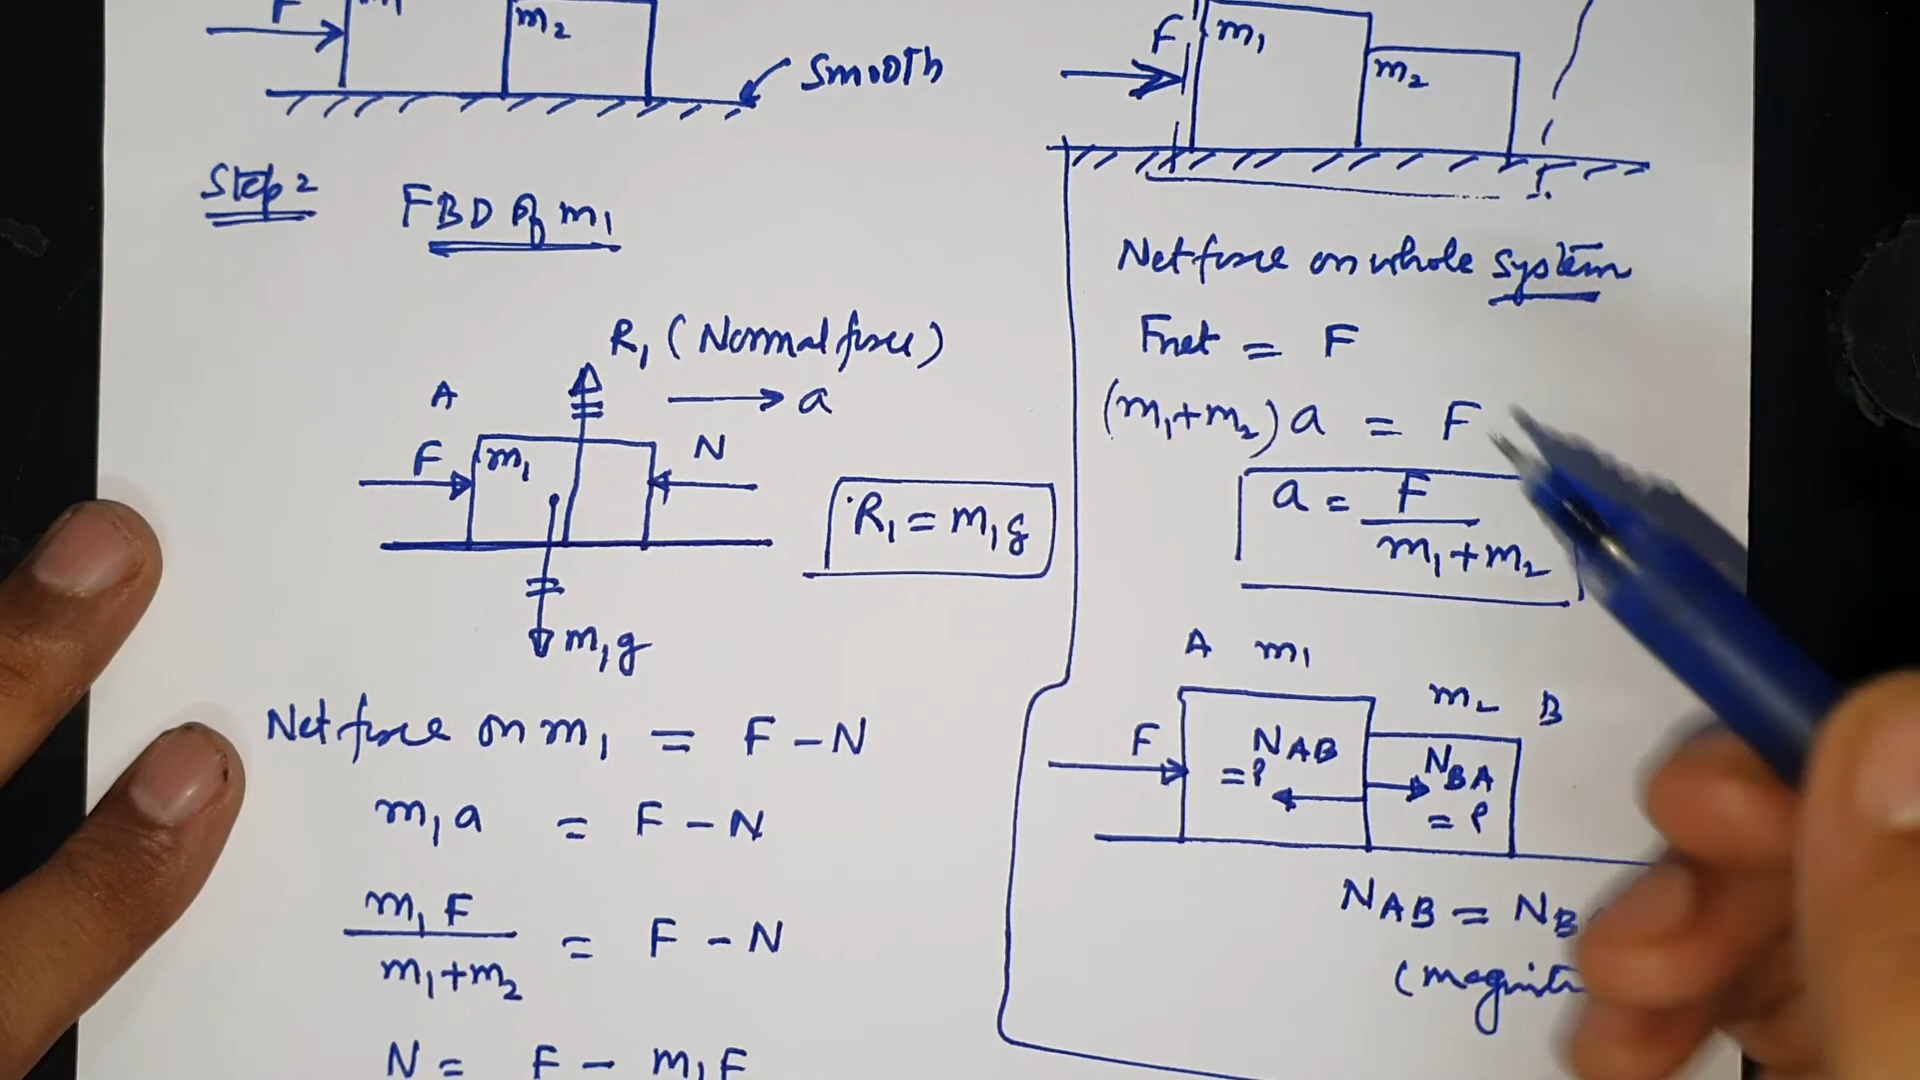 F m1 m2
Smooth
Step 2 FBD of m1
R1 (Normal force)
A → a
F m1 N
R1 = m1g
m1g
Net force on m1 = F - N
m1a = F - N
m1F / m1+m2 = F - N
N = F - m1F
F m1 m2
Net force on whole system
Fnet = F
(m1+m2)a = F
a = F / m1+m2
A m1 m2 B
F NAB = ? NBA = ?
NAB = NB